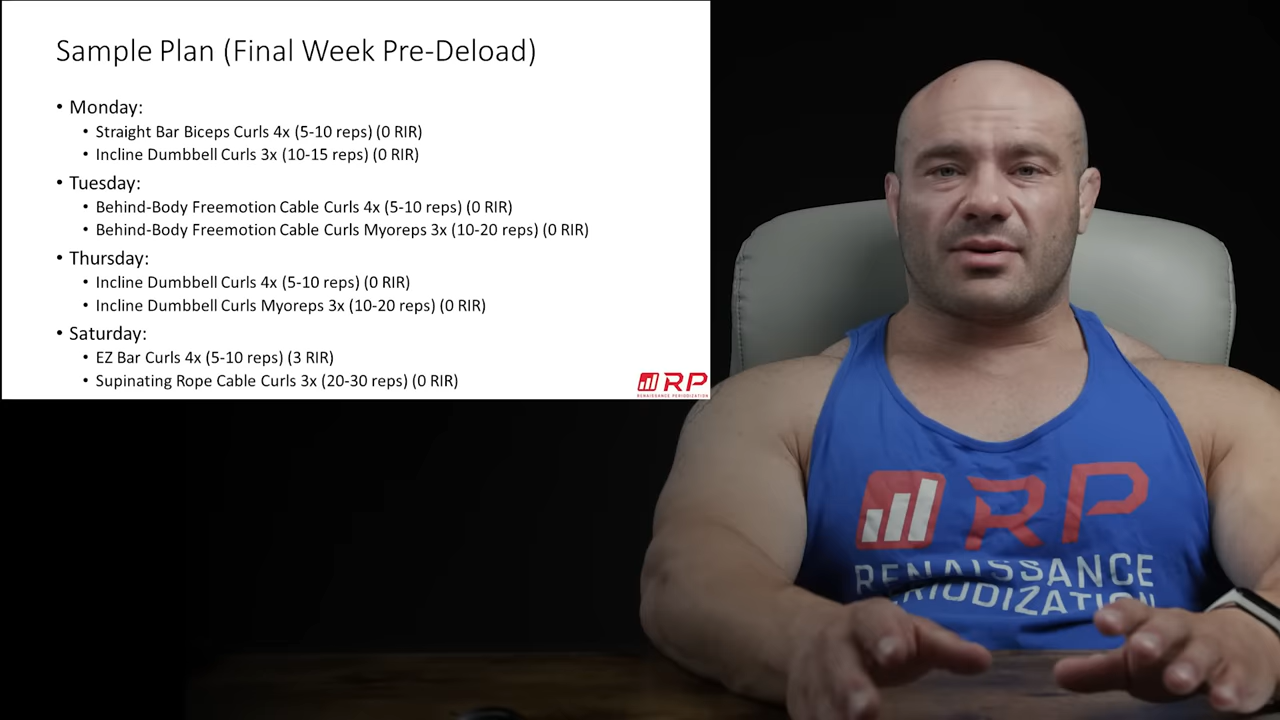 Sample Plan (Final Week Pre-Deload)
• Monday:
• Straight Bar Biceps Curls 4x (5-10 reps) (0 RIR)
• Incline Dumbbell Curls 3x (10-15 reps) (0 RIR)
• Tuesday:
• Behind-Body Freemotion Cable Curls 4x (5-10 reps) (0 RIR)
• Behind-Body Freemotion Cable Curls Myoreps 3x (10-20 reps) (0 RIR)
• Thursday:
• Incline Dumbbell Curls 4x (5-10 reps) (0 RIR)
• Incline Dumbbell Curls Myoreps 3x (10-20 reps) (0 RIR)
• Saturday:
• EZ Bar Curls 4x (5-10 reps) (3 RIR)
• Supinating Rope Cable Curls 3x (20-30 reps) (0 RIR)
RP
RENAISSANCE PERIODIZATION
RP
RENAISSANCE
PERIODIZATION